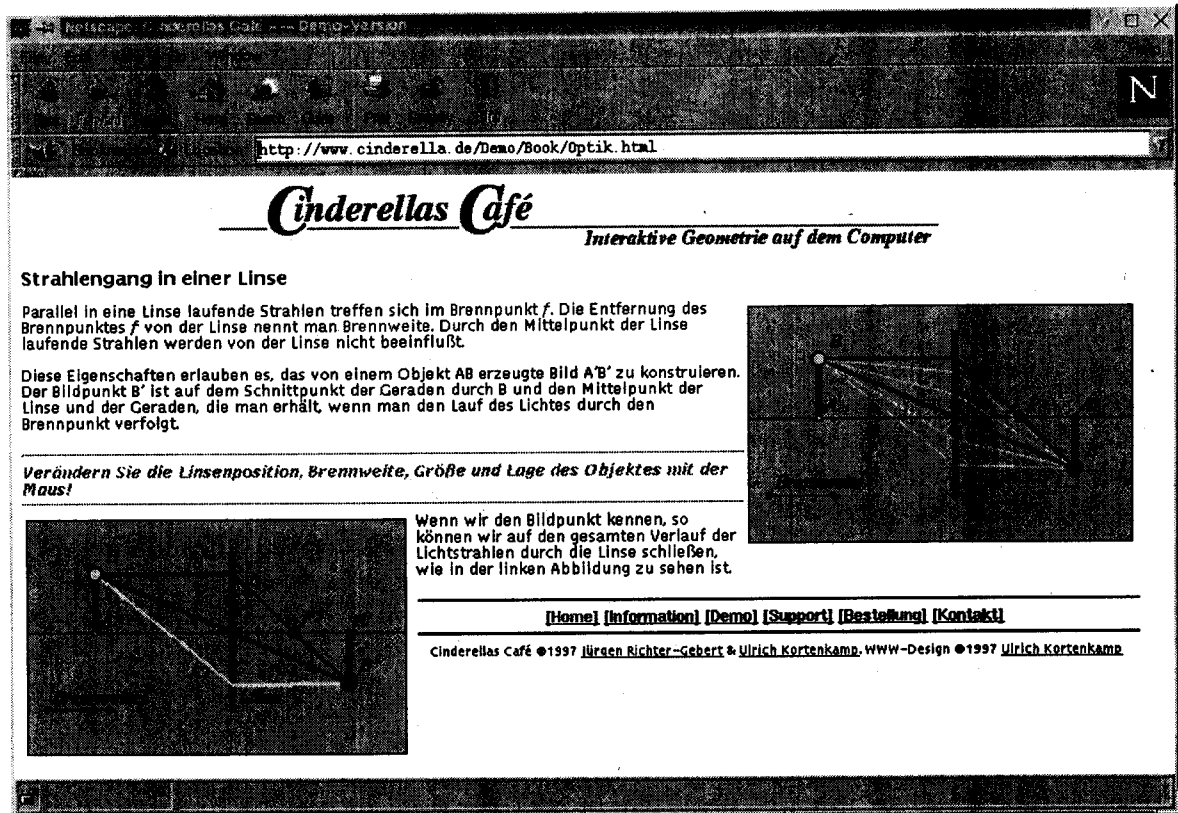 Netscape: Cinderellas Café --- Demo-Version
N
http://www.cinderella.de/Demo/Book/Optik.html
Cinderellas Café
Interaktive Geometrie auf dem Computer
Strahlengang in einer Linse
Parallel in eine Linse laufende Strahlen treffen sich im Brennpunkt f. Die Entfernung des
Brennpunktes f von der Linse nennt man Brennweite. Durch den Mittelpunkt der Linse
laufende Strahlen werden von der Linse nicht beeinflußt.
Diese Eigenschaften erlauben es, das von einem Objekt AB erzeugte Bild A'B' zu konstruieren.
Der Bildpunkt B' ist auf dem Schnittpunkt der Geraden durch B und den Mittelpunkt der
Linse und der Geraden, die man erhält, wenn man den Lauf des Lichtes durch den
Brennpunkt verfolgt.
Verändern Sie die Linsenposition, Brennweite, Größe und Lage des Objektes mit der
Maus!
Wenn wir den Bildpunkt kennen, so
können wir auf den gesamten Verlauf der
Lichtstrahlen durch die Linse schließen,
wie in der linken Abbildung zu sehen ist.
[Home] [Information] [Demo] [Support] [Bestellung] [Kontakt]
Cinderellas Café ©1997 Jürgen Richter-Gebert & Ulrich Kortenkamp, WWW-Design ©1997 Ulrich Kortenkamp